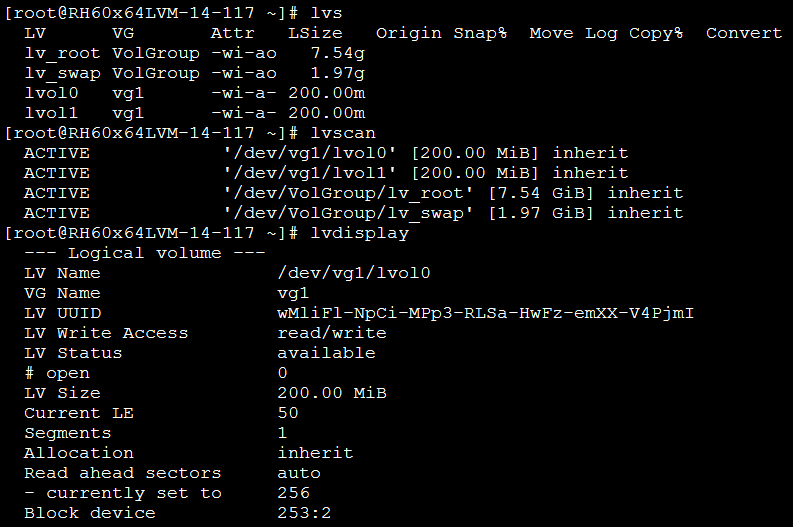 [root@RH60x64LVM-14-117 ~]# lvs
  LV      VG       Attr   LSize   Origin Snap%  Move Log Copy%  Convert
  lv_root VolGroup -wi-ao   7.54g
  lv_swap VolGroup -wi-ao   1.97g
  lvol0   vg1      -wi-a- 200.00m
  lvol1   vg1      -wi-a- 200.00m
[root@RH60x64LVM-14-117 ~]# lvscan
  ACTIVE            '/dev/vg1/lvol0' [200.00 MiB] inherit
  ACTIVE            '/dev/vg1/lvol1' [200.00 MiB] inherit
  ACTIVE            '/dev/VolGroup/lv_root' [7.54 GiB] inherit
  ACTIVE            '/dev/VolGroup/lv_swap' [1.97 GiB] inherit
[root@RH60x64LVM-14-117 ~]# lvdisplay
  --- Logical volume ---
  LV Name                /dev/vg1/lvol0
  VG Name                vg1
  LV UUID                wMliFl-NpCi-MPp3-RLSa-HwFz-emXX-V4PjmI
  LV Write Access        read/write
  LV Status              available
  # open                 0
  LV Size                200.00 MiB
  Current LE             50
  Segments               1
  Allocation             inherit
  Read ahead sectors     auto
  - currently set to     256
  Block device           253:2